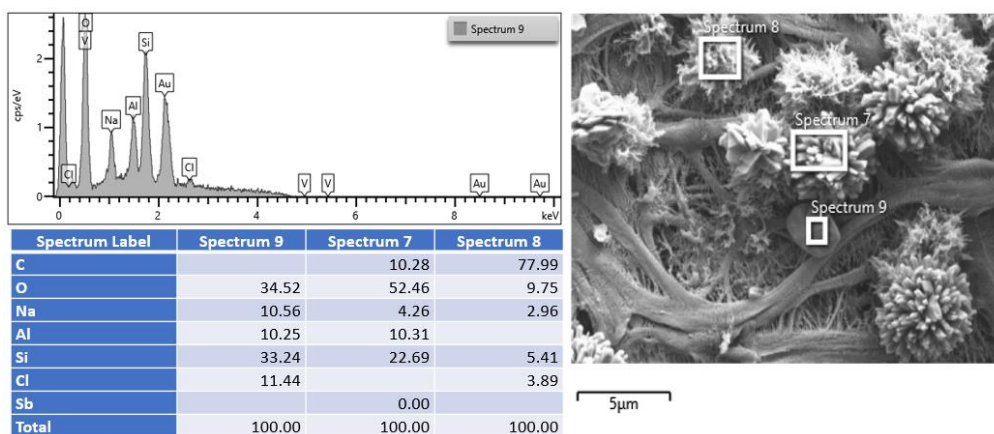 Spectrum 9
cps/eV
2
1
0
O
V
Cl
Na
Al
Si
Au
Cl
V
V
Au
Au
0
2
4
6
8
keV
Spectrum Label Spectrum 9 Spectrum 7 Spectrum 8
C 10.28 77.99
O 34.52 52.46 9.75
Na 10.56 4.26 2.96
Al 10.25 10.31
Si 33.24 22.69 5.41
Cl 11.44 3.89
Sb 0.00
Total 100.00 100.00 100.00
Spectrum 8
Spectrum 7
Spectrum 9
5µm